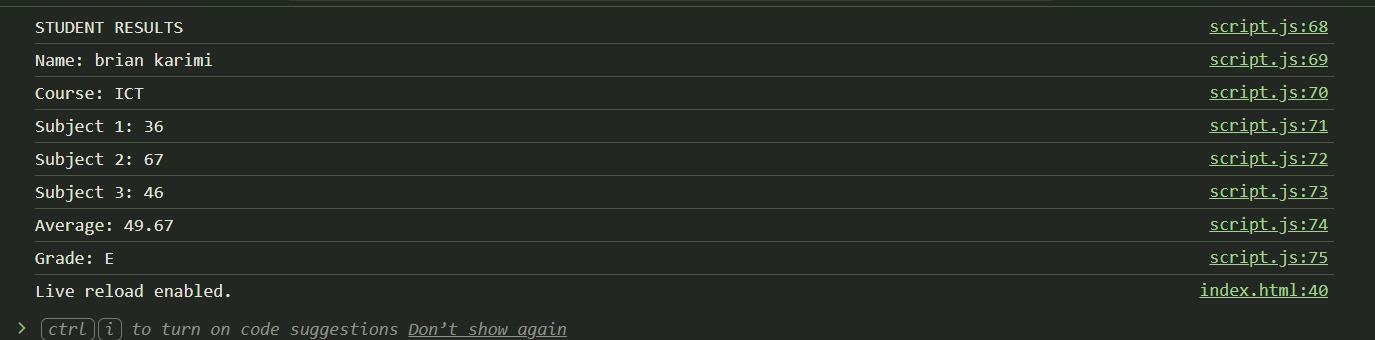 STUDENT RESULTS script.js:68
Name: brian karimi script.js:69
Course: ICT script.js:70
Subject 1: 36 script.js:71
Subject 2: 67 script.js:72
Subject 3: 46 script.js:73
Average: 49.67 script.js:74
Grade: E script.js:75
Live reload enabled. index.html:40
> ctrl i to turn on code suggestions Don’t show again